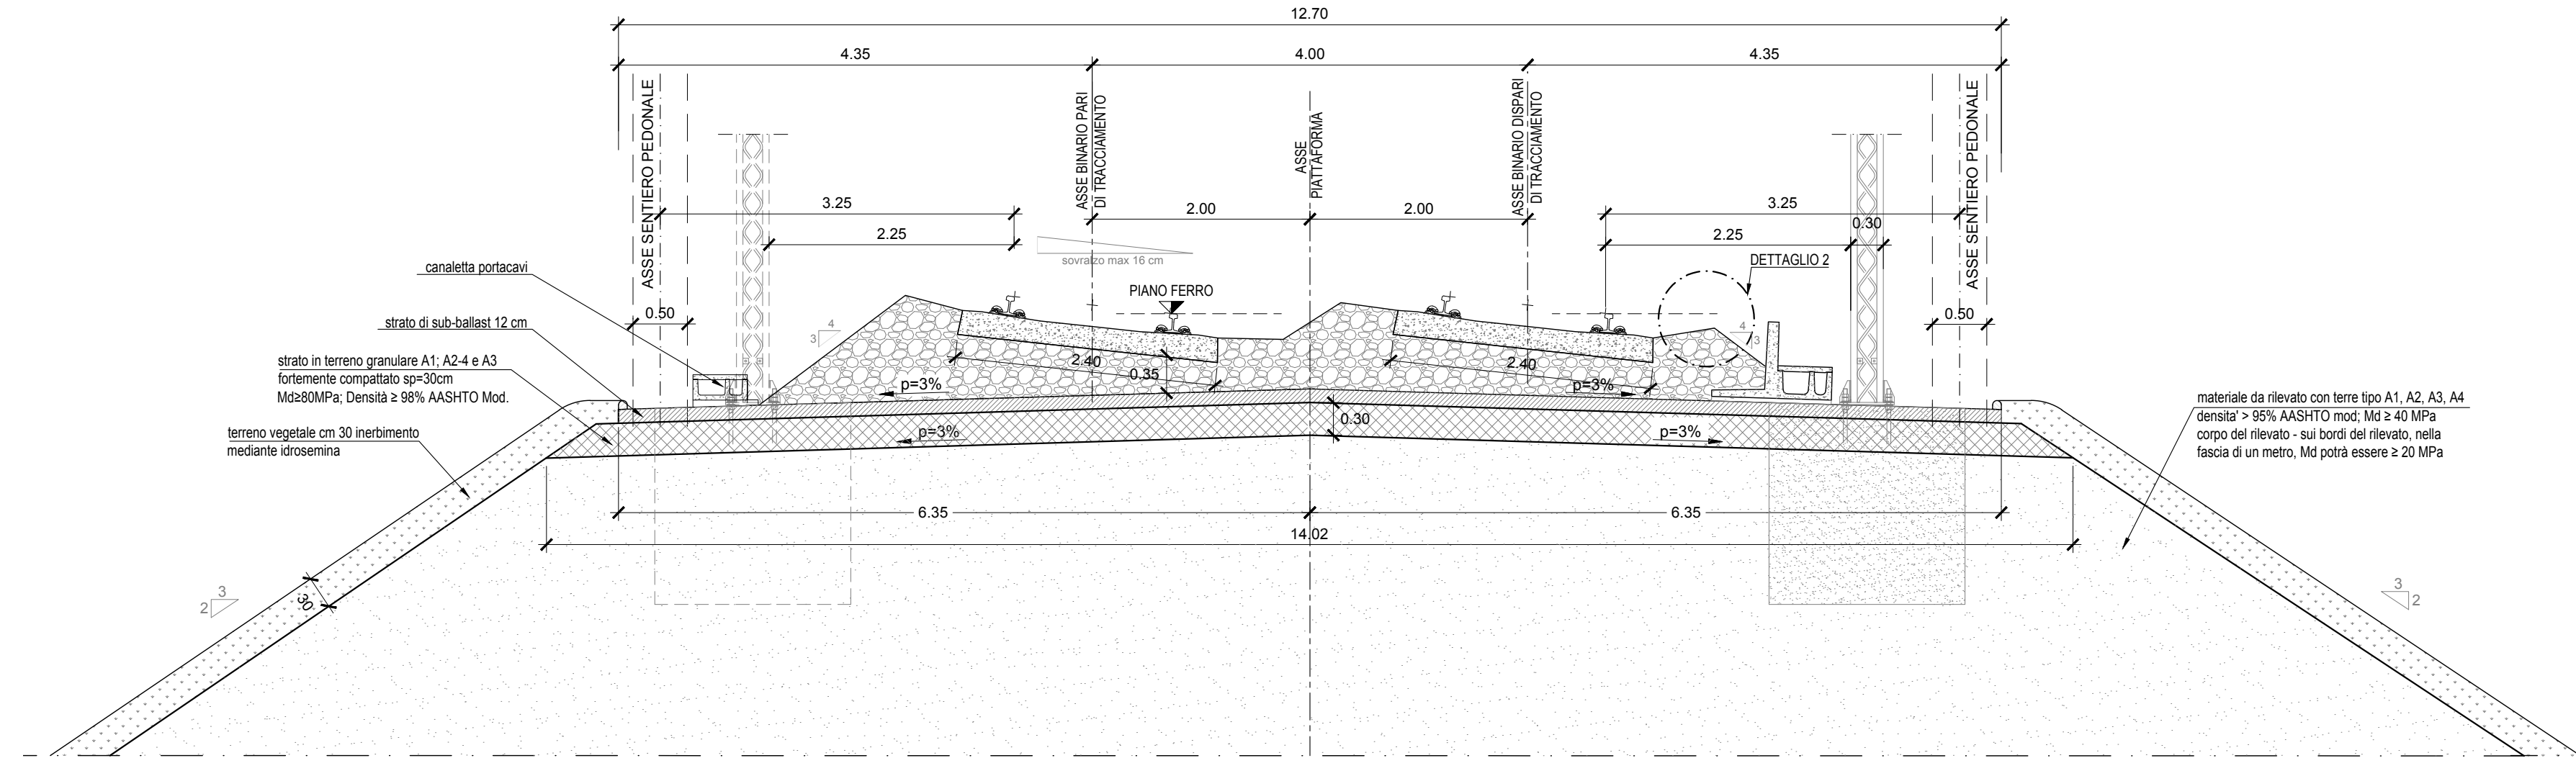 12.70
4.35
4.00
4.35
ASSE SENTIERO PEDONALE
ASSE BINARIO PARI
DI TRACCIAMENTO
ASSE
PIATTAFORMA
ASSE BINARIO DISPARI
DI TRACCIAMENTO
ASSE SENTIERO PEDONALE
3.25
2.00
2.00
3.25
0.30
2.25
2.25
sovralzo max 16 cm
DETTAGLIO 2
canaletta portacavi
PIANO FERRO
0.50
0.50
strato di sub-ballast 12 cm
4
3
4
3
strato in terreno granulare A1; A2-4 e A3
fortemente compattato sp=30cm
Md≥80MPa; Densità ≥ 98% AASHTO Mod.
2.40
0.35
2.40
p=3%
p=3%
materiale da rilevato con terre tipo A1, A2, A3, A4
densita' > 95% AASHTO mod; Md ≥ 40 MPa
corpo del rilevato - sui bordi del rilevato, nella
fascia di un metro, Md potrà essere ≥ 20 MPa
terreno vegetale cm 30 inerbimento
mediante idrosemina
0.30
p=3%
p=3%
6.35
6.35
14.02
30
3
2
3
2